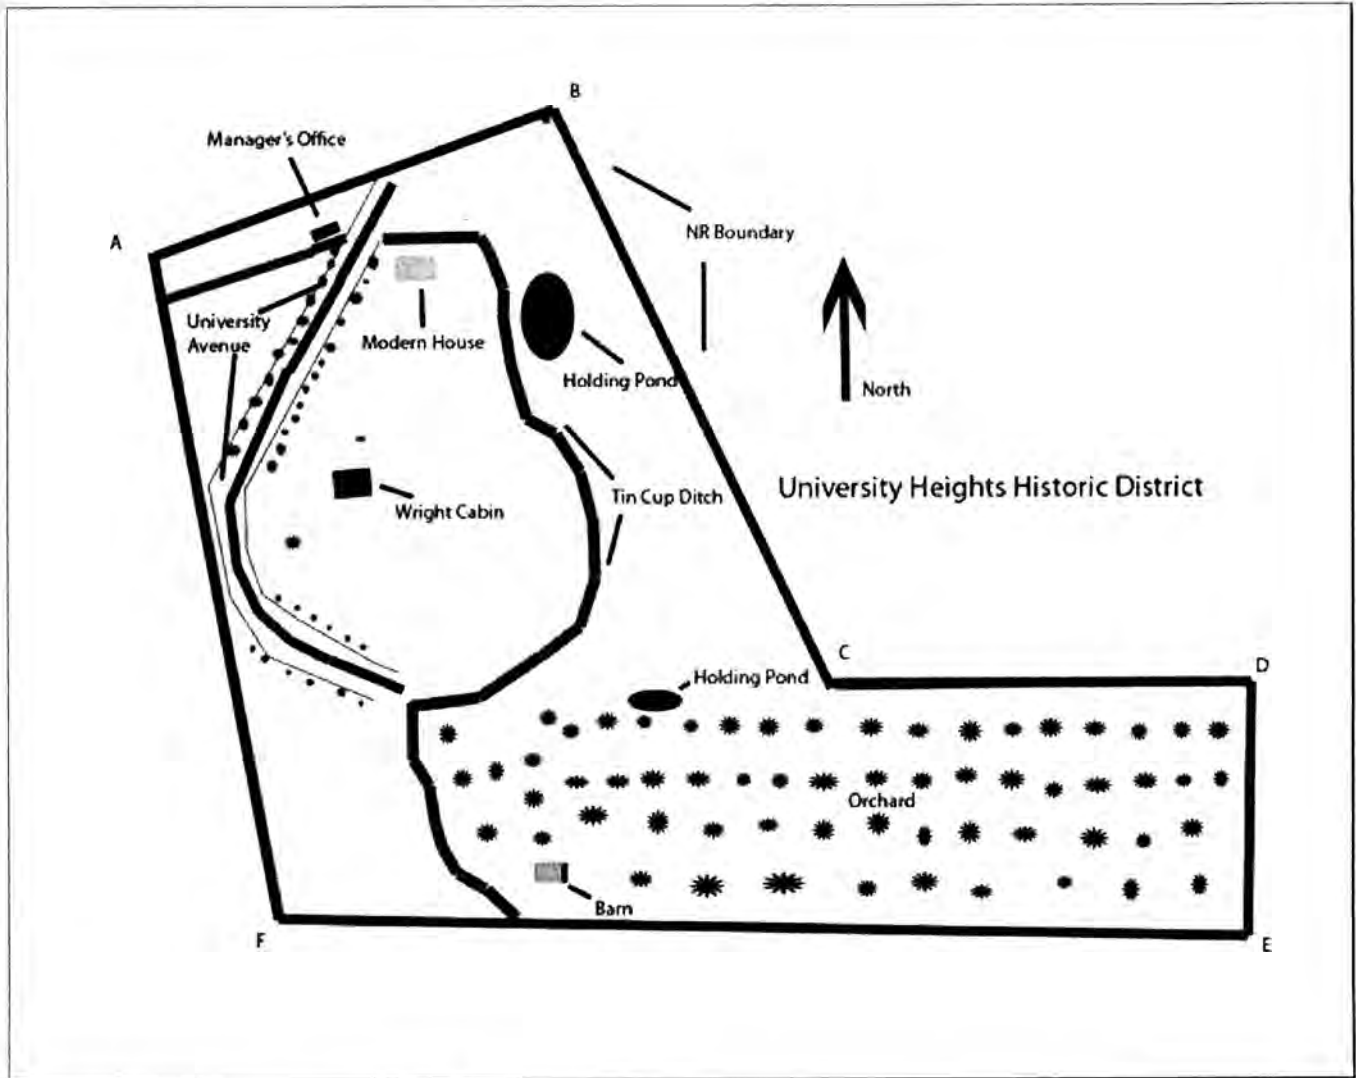 B
Manager's Office
A
NR Boundary
University
Avenue
Modern House
Holding Pond
North
University Heights Historic District
Tin Cup Ditch
Wright Cabin
C
D
Holding Pond
Orchard
Barn
F
E